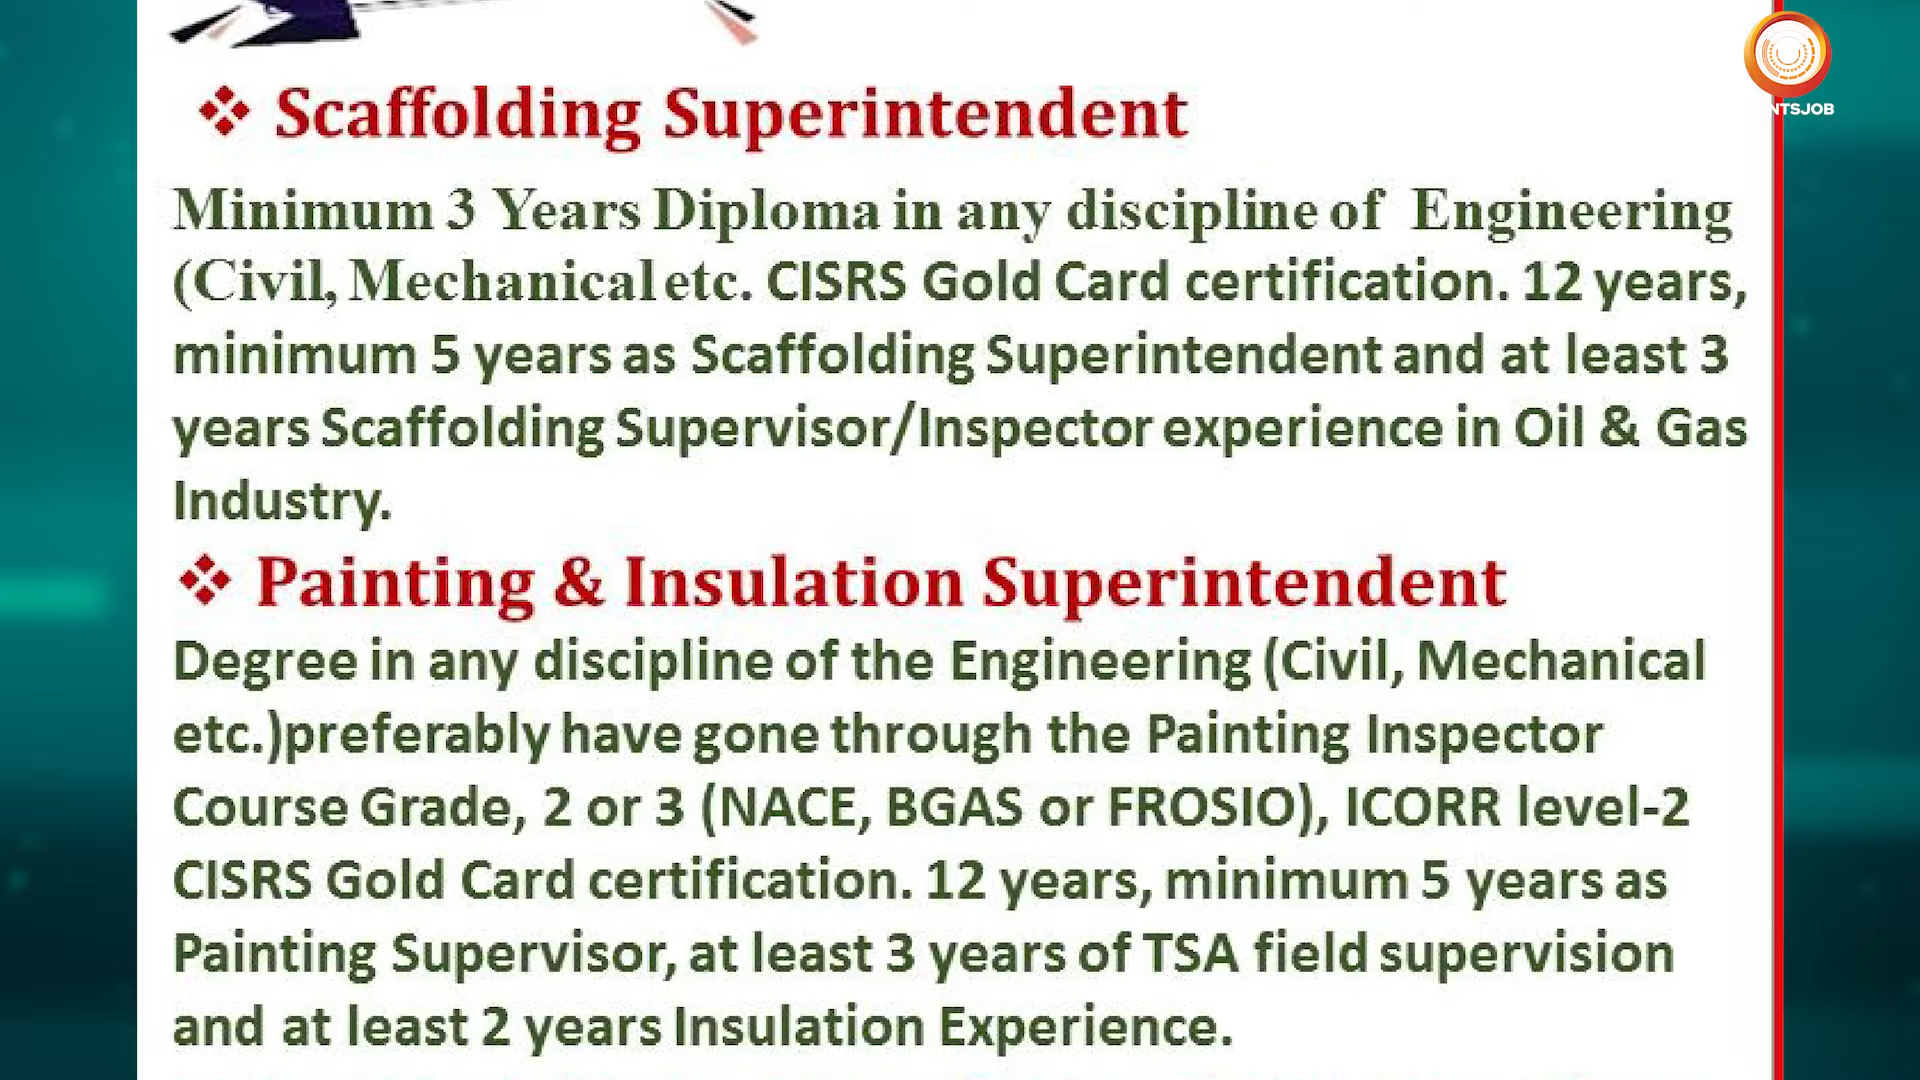 NTSJOB
❖ Scaffolding Superintendent
Minimum 3 Years Diploma in any discipline of Engineering
(Civil, Mechanical etc. CISRS Gold Card certification. 12 years,
minimum 5 years as Scaffolding Superintendent and at least 3
years Scaffolding Supervisor/Inspector experience in Oil & Gas
Industry.
❖ Painting & Insulation Superintendent
Degree in any discipline of the Engineering (Civil, Mechanical
etc.)preferably have gone through the Painting Inspector
Course Grade, 2 or 3 (NACE, BGAS or FROSIO), ICORR level-2
CISRS Gold Card certification. 12 years, minimum 5 years as
Painting Supervisor, at least 3 years of TSA field supervision
and at least 2 years Insulation Experience.